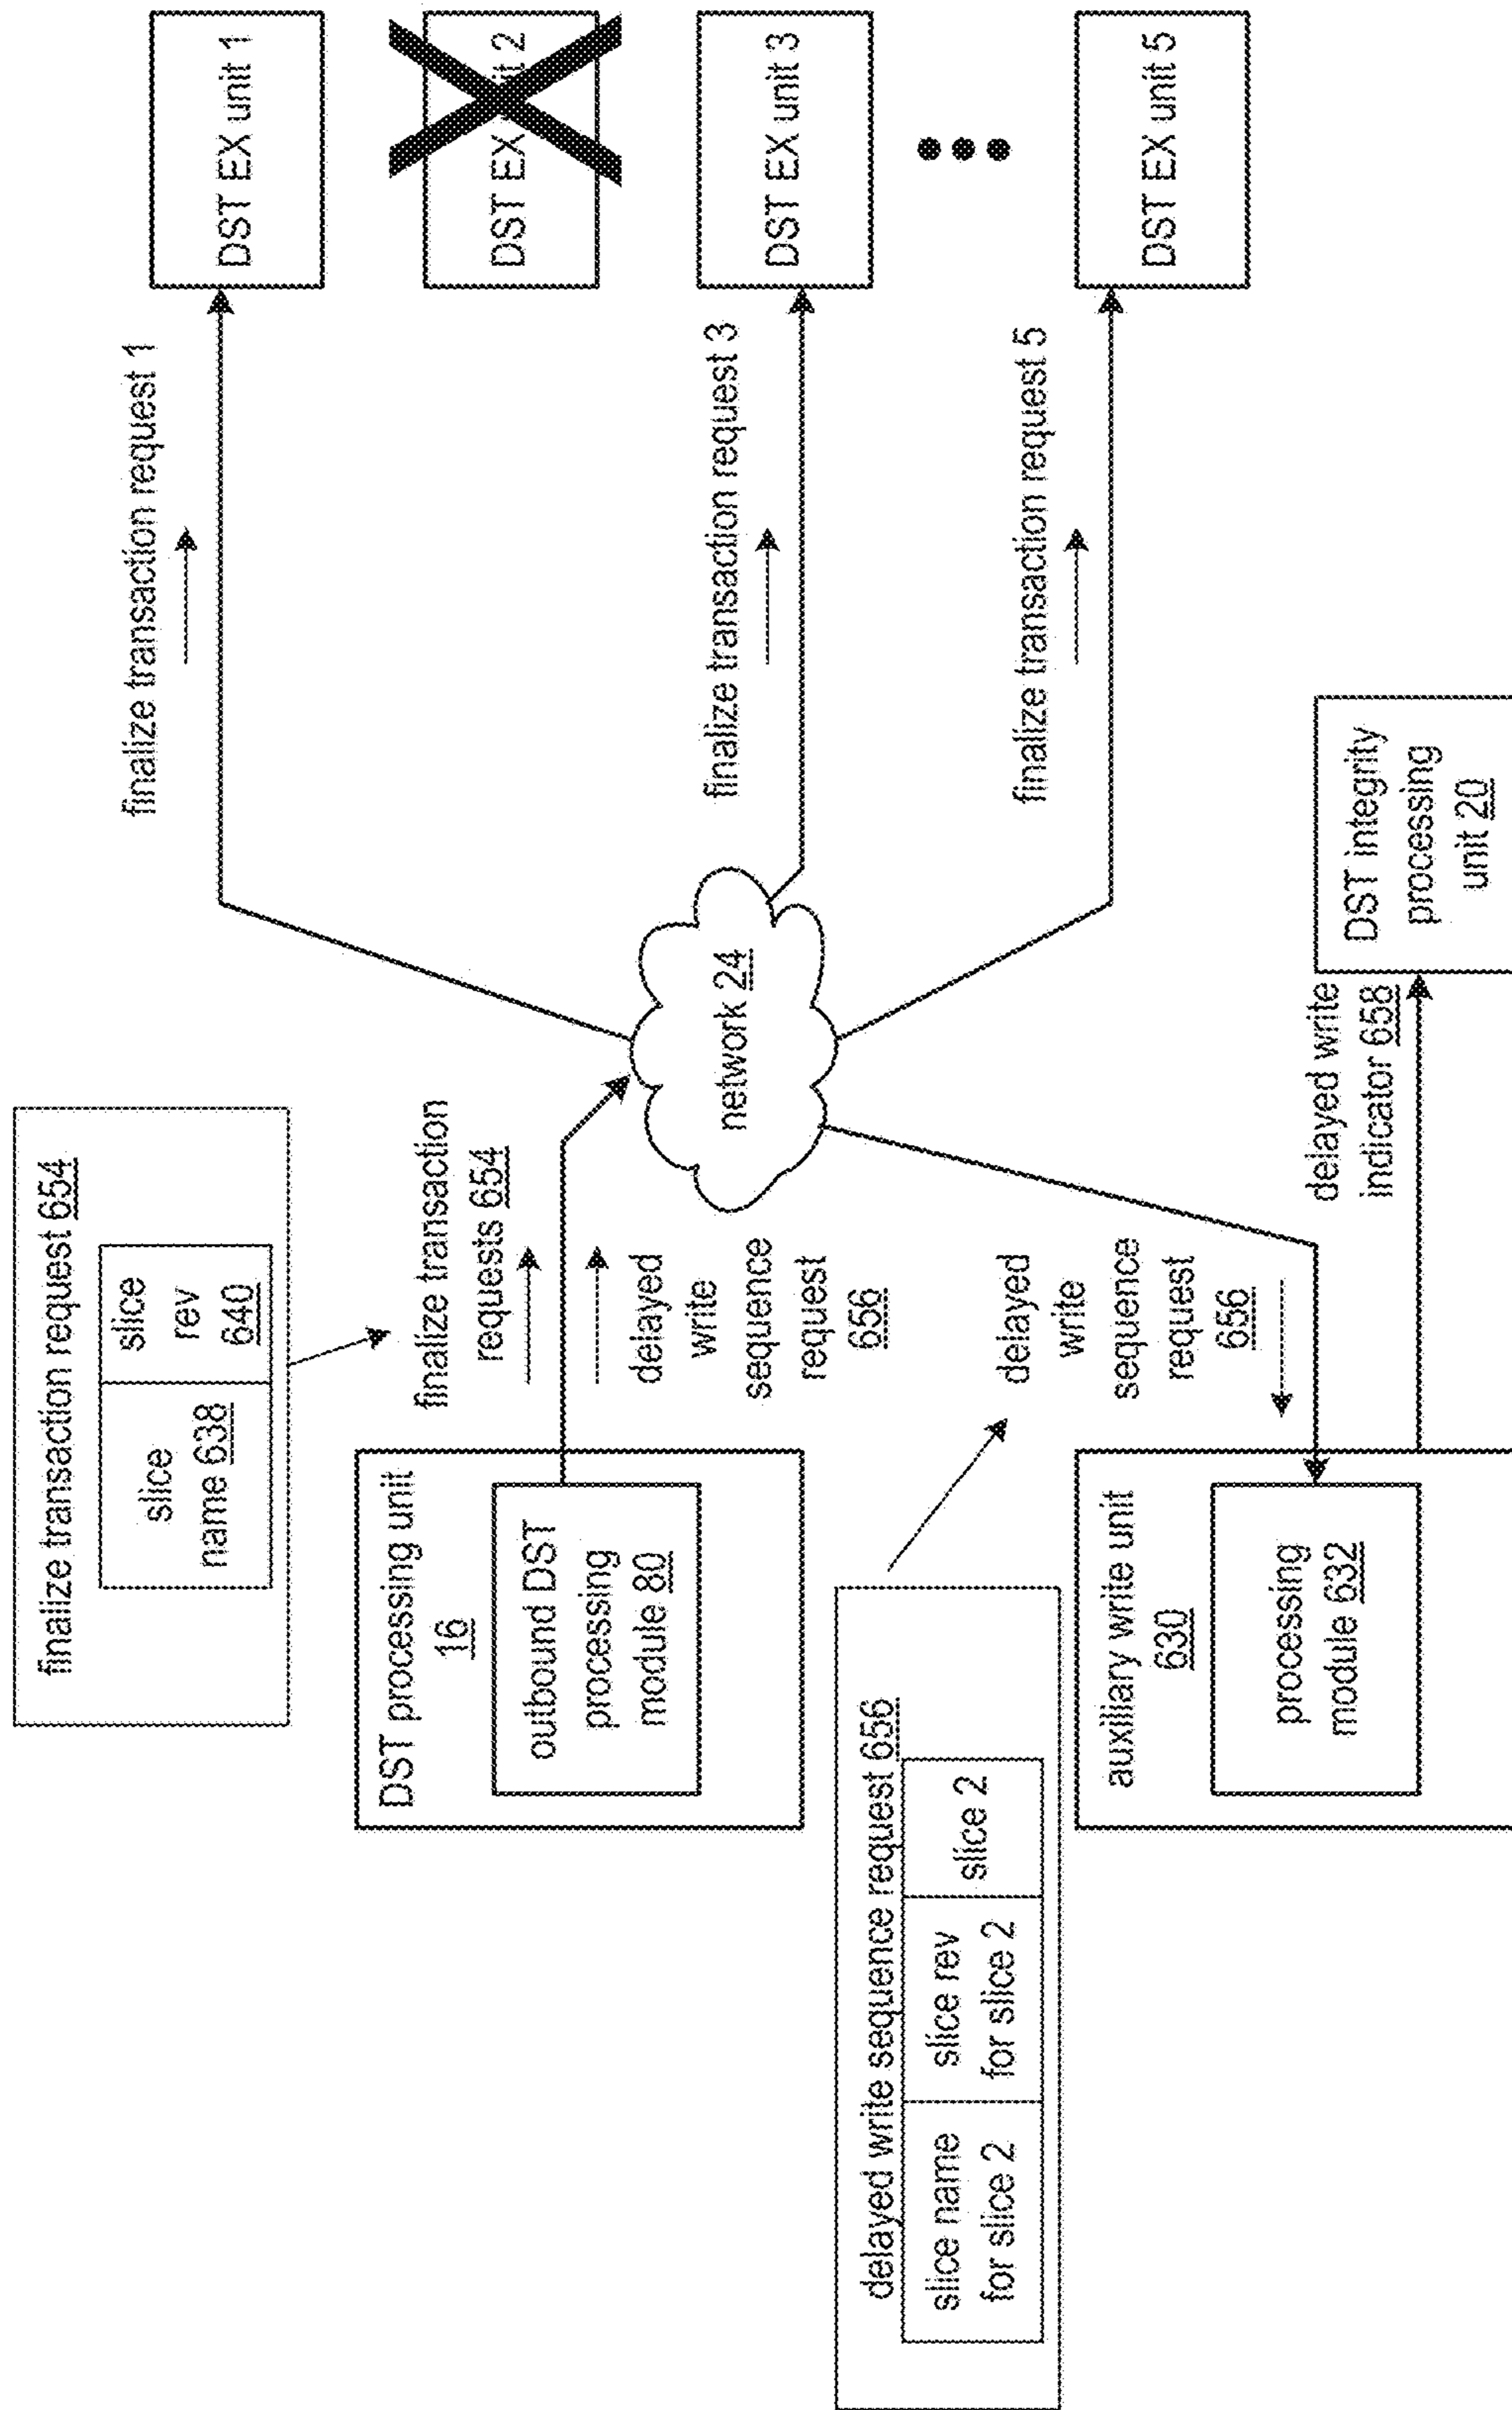 finalize transaction request 654
slice
name 638
slice
rev
640
DST processing unit
16
outbound DST
processing
module 80
finalize transaction
requests 654
delayed
write
sequence
request
656
network 24
finalize transaction request 1
DST EX unit 1
DST EX unit 2
finalize transaction request 3
DST EX unit 3
finalize transaction request 5
DST EX unit 5
delayed write sequence request 656
slice name
for slice 2
slice rev
for slice 2
slice 2
delayed
write
sequence
request
656
auxiliary write unit
630
processing
module 632
delayed write
indicator 658
DST integrity
processing
unit 20